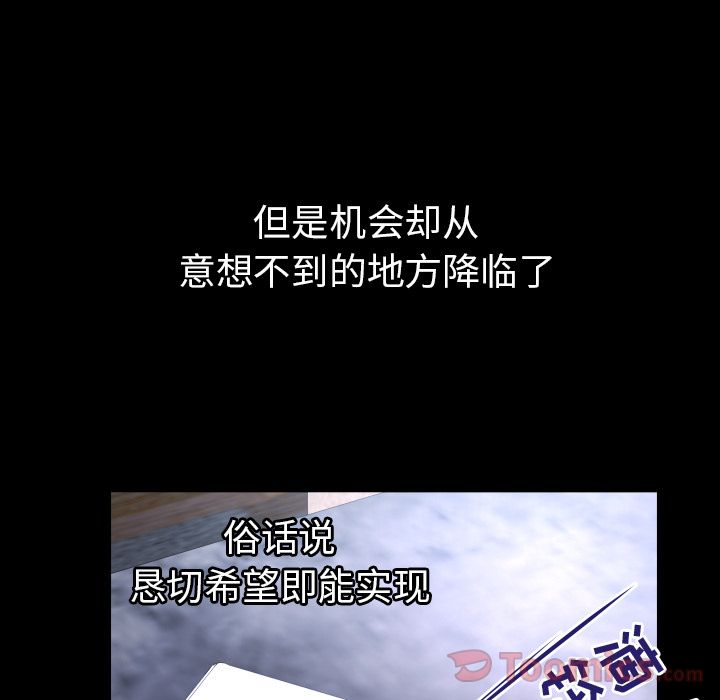 但是机会却从
意想不到的地方降临了
俗话说
恳切希望即能实现
滴